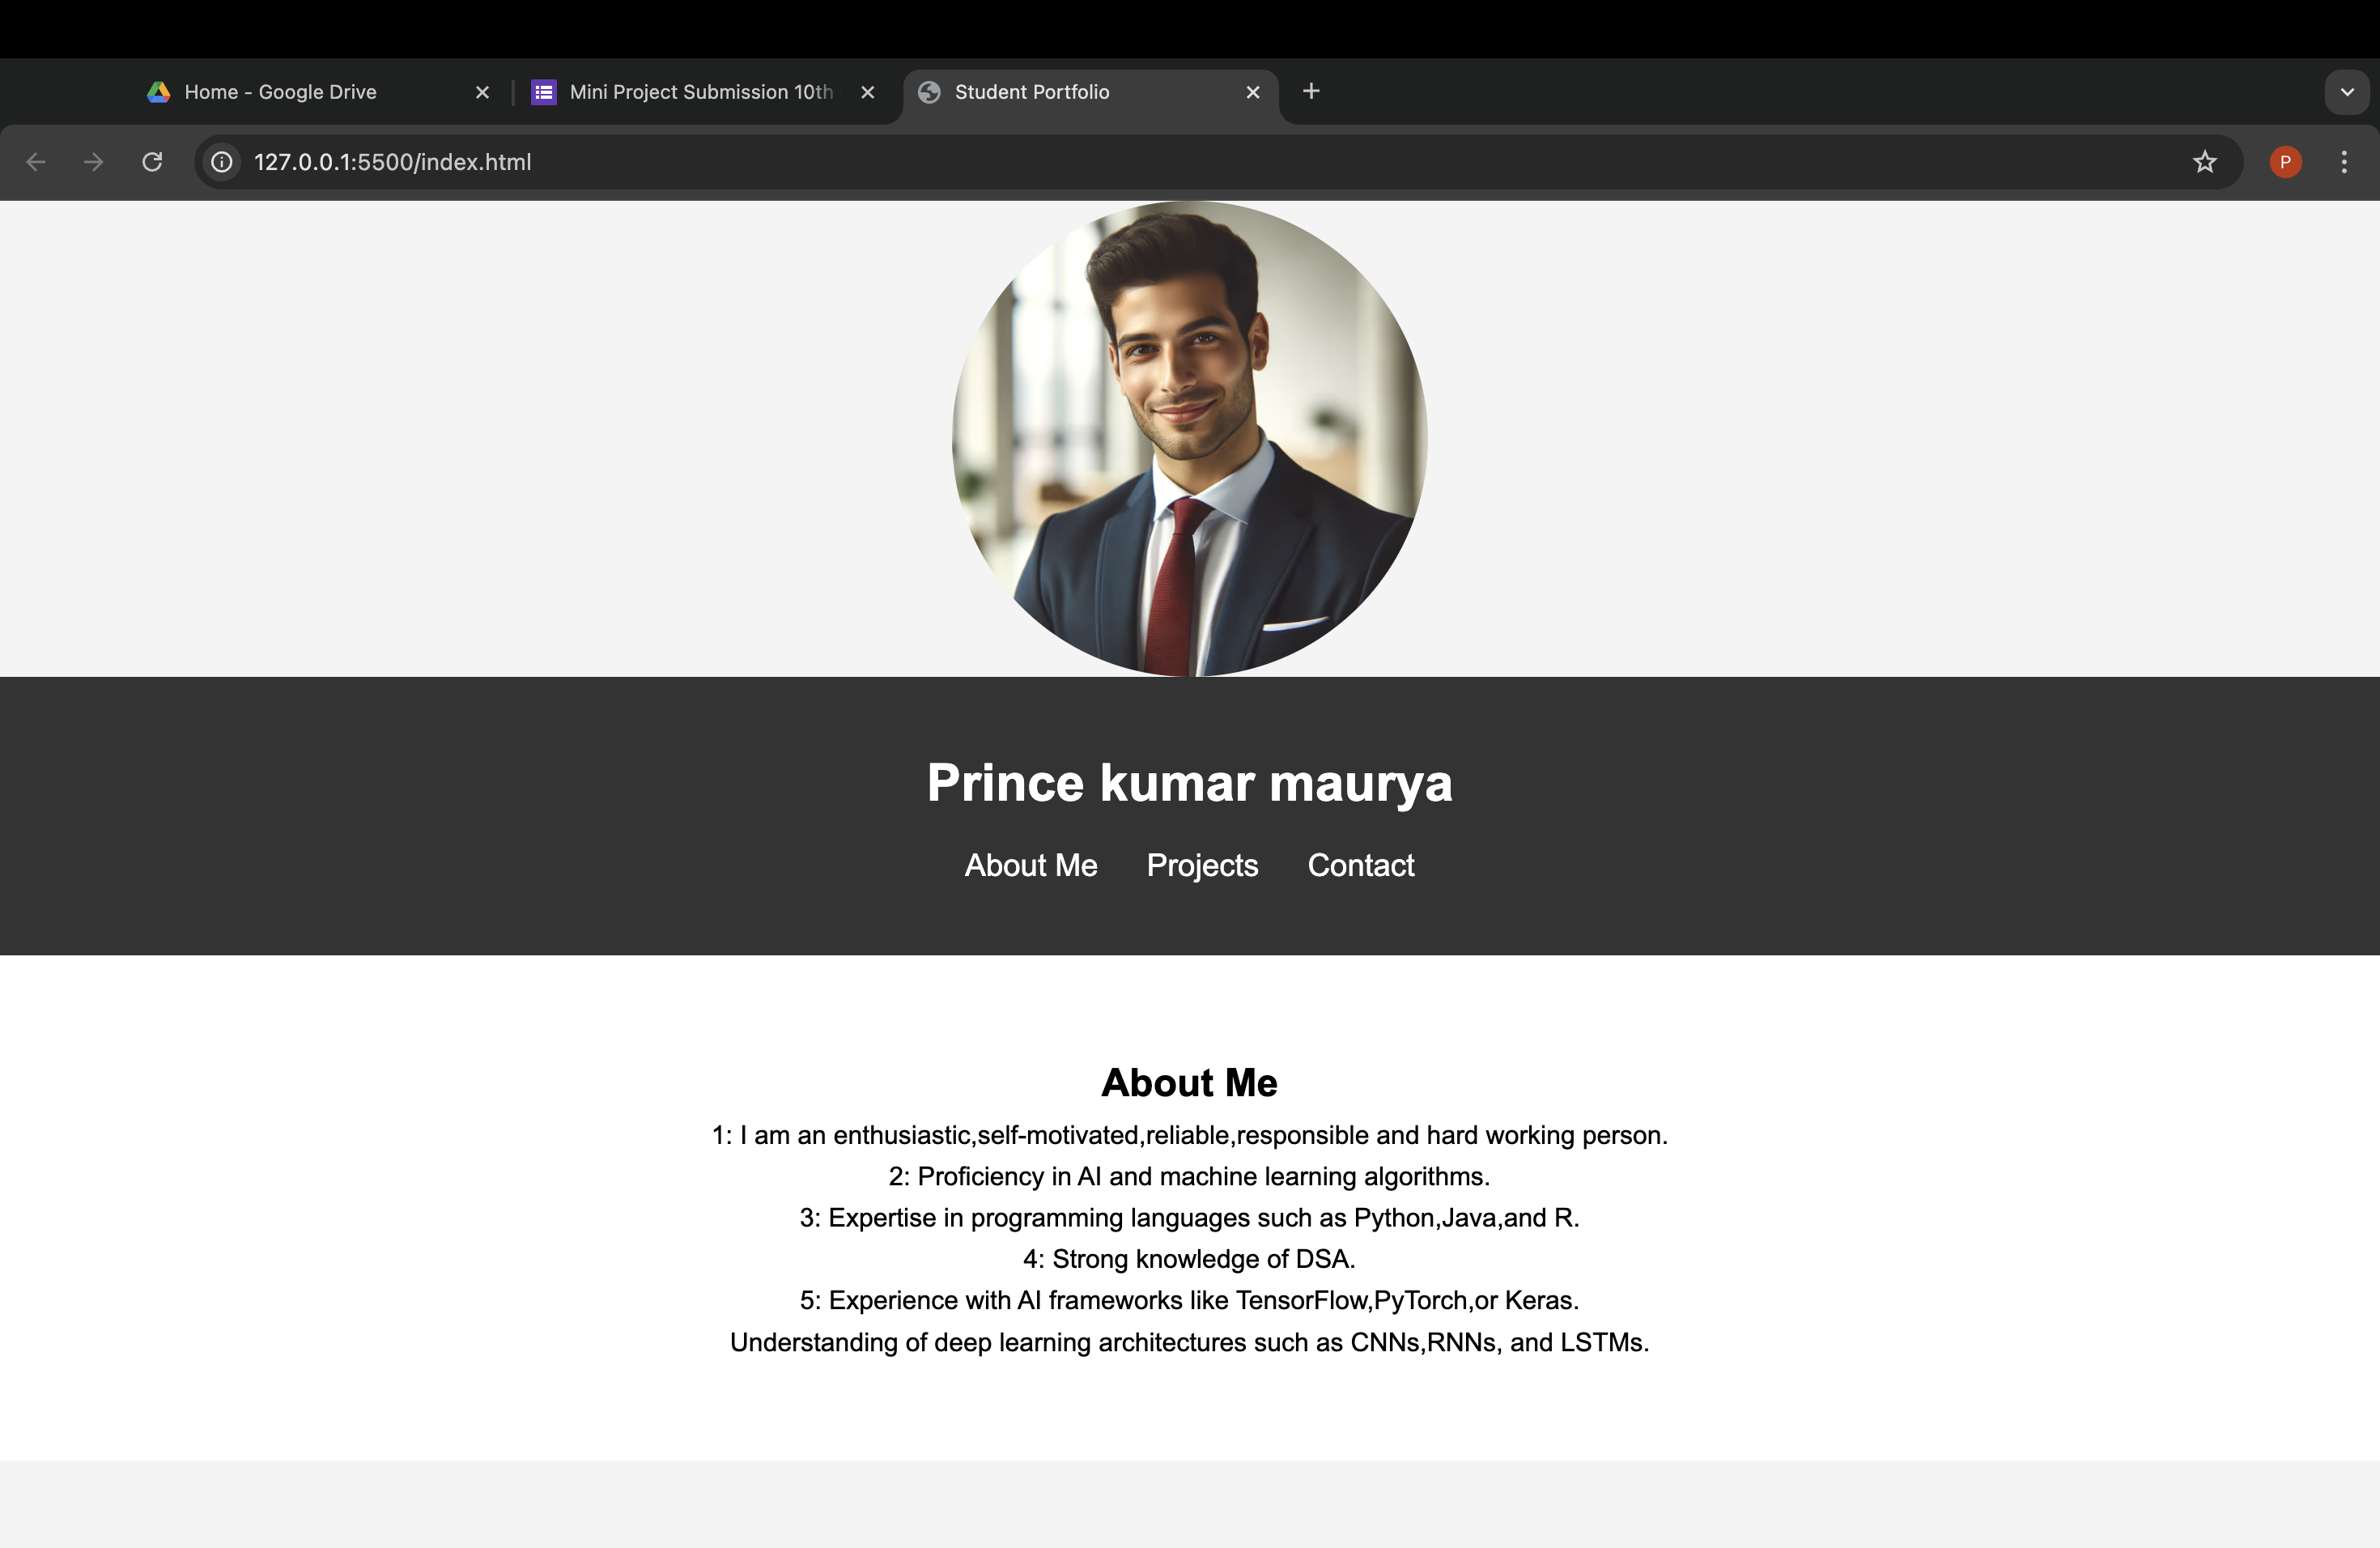 Home - Google Drive
Mini Project Submission 10th
Student Portfolio
127.0.0.1:5500/index.html
P
Prince kumar maurya
About Me Projects Contact
About Me
1: I am an enthusiastic,self-motivated,reliable,responsible and hard working person.
2: Proficiency in AI and machine learning algorithms.
3: Expertise in programming languages such as Python,Java,and R.
4: Strong knowledge of DSA.
5: Experience with AI frameworks like TensorFlow,PyTorch,or Keras.
Understanding of deep learning architectures such as CNNs,RNNs, and LSTMs.